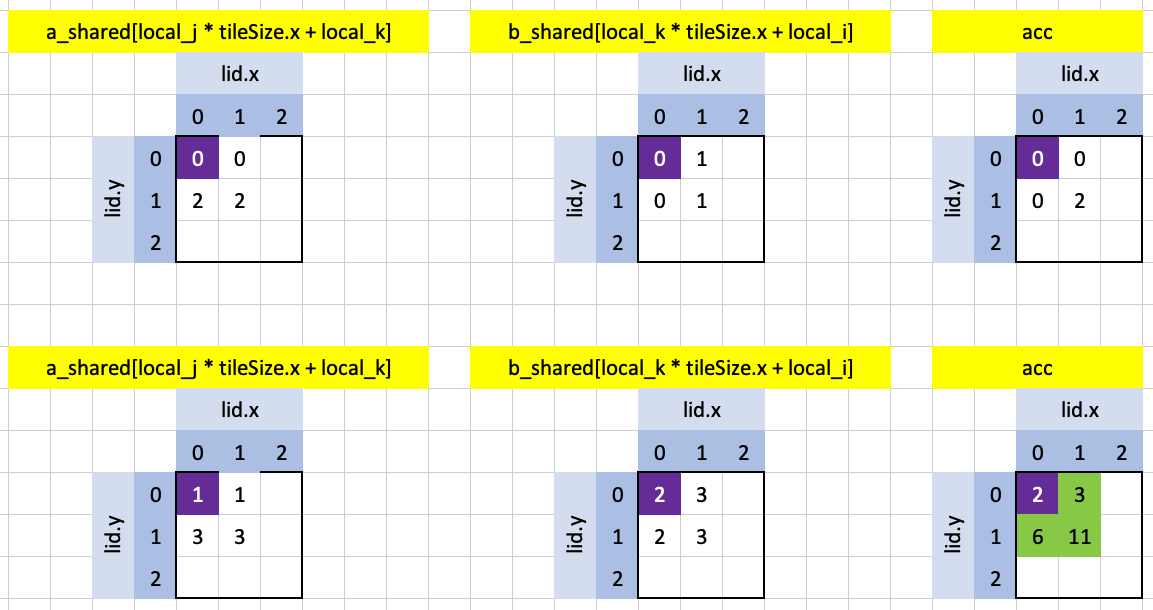 a_shared[local_j * tileSize.x + local_k] b_shared[local_k * tileSize.x + local_i] acc
lid.x lid.x lid.x
0 1 2 0 1 2 0 1 2
0 0 0 0 0 1 0 0 0
lid.y lid.y lid.y
1 2 2 1 0 1 1 0 2
2 2 2
a_shared[local_j * tileSize.x + local_k] b_shared[local_k * tileSize.x + local_i] acc
lid.x lid.x lid.x
0 1 2 0 1 2 0 1 2
0 1 1 0 2 3 0 2 3
lid.y lid.y lid.y
1 3 3 1 2 3 1 6 11
2 2 2